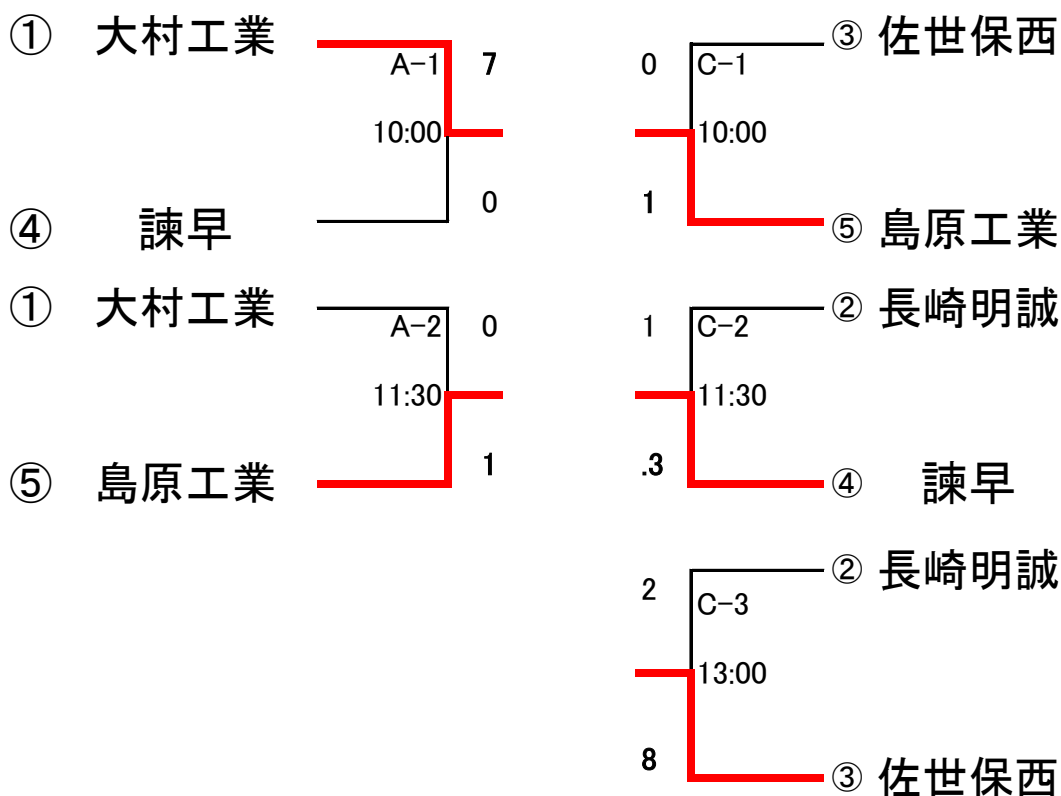 ① 大村工業 A-1 7 0 C-1 ③ 佐世保西
10:00 10:00
④ 諫早 0 1 ⑤ 島原工業
① 大村工業 A-2 0 1 C-2 ② 長崎明誠
11:30 11:30
⑤ 島原工業 1 .3 ④ 諫早
2 C-3 ② 長崎明誠
13:00
8 ③ 佐世保西